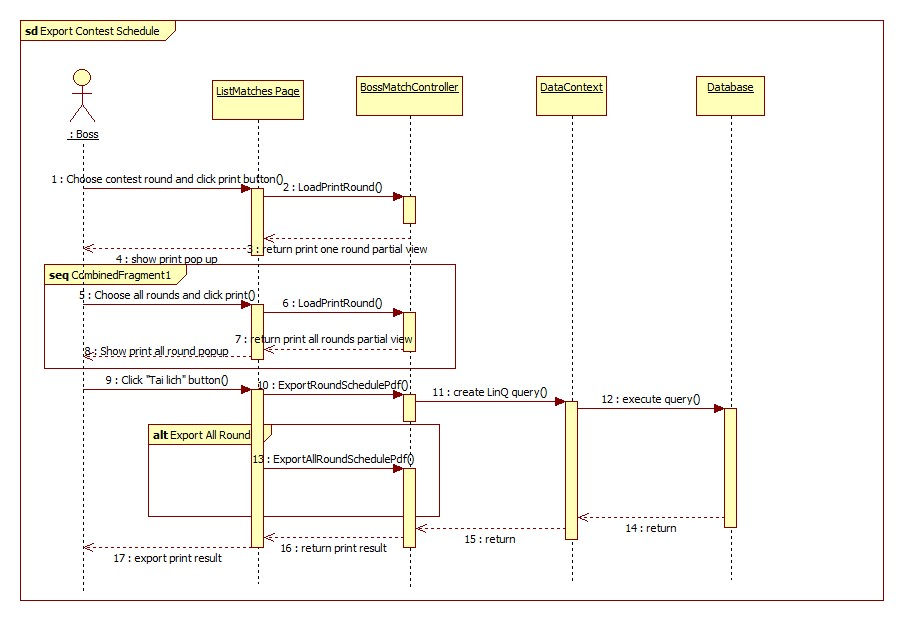 sd Export Contest Schedule
ListMatches Page
BossMatchController
DataContext
Database
: Boss
1 : Choose contest round and click print button()
2 : LoadPrintRound()
3 : return print one round partial view
4 : show print pop up
seq CombinedFragment1
5 : Choose all rounds and click print()
6 : LoadPrintRound()
7 : return print all rounds partial view
8 : Show print all round popup
9 : Click "Tai lich" button()
10 : ExportRoundSchedulePdf()
11 : create LinQ query()
12 : execute query()
alt Export All Round
13 : ExportAllRoundSchedulePdf()
14 : return
15 : return
16 : return print result
17 : export print result